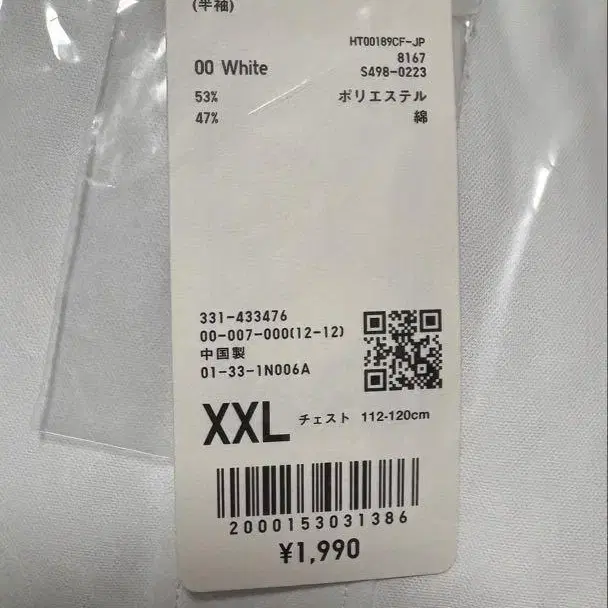 (半袖)
HT00189CF-JP
8167
00 White S498-0223
53% ポリエステル
47% 綿
331-433476
00-007-000(12-12)
中国製
01-33-1N006A
XXL チェスト 112-120cm
2000153031386
¥1,990